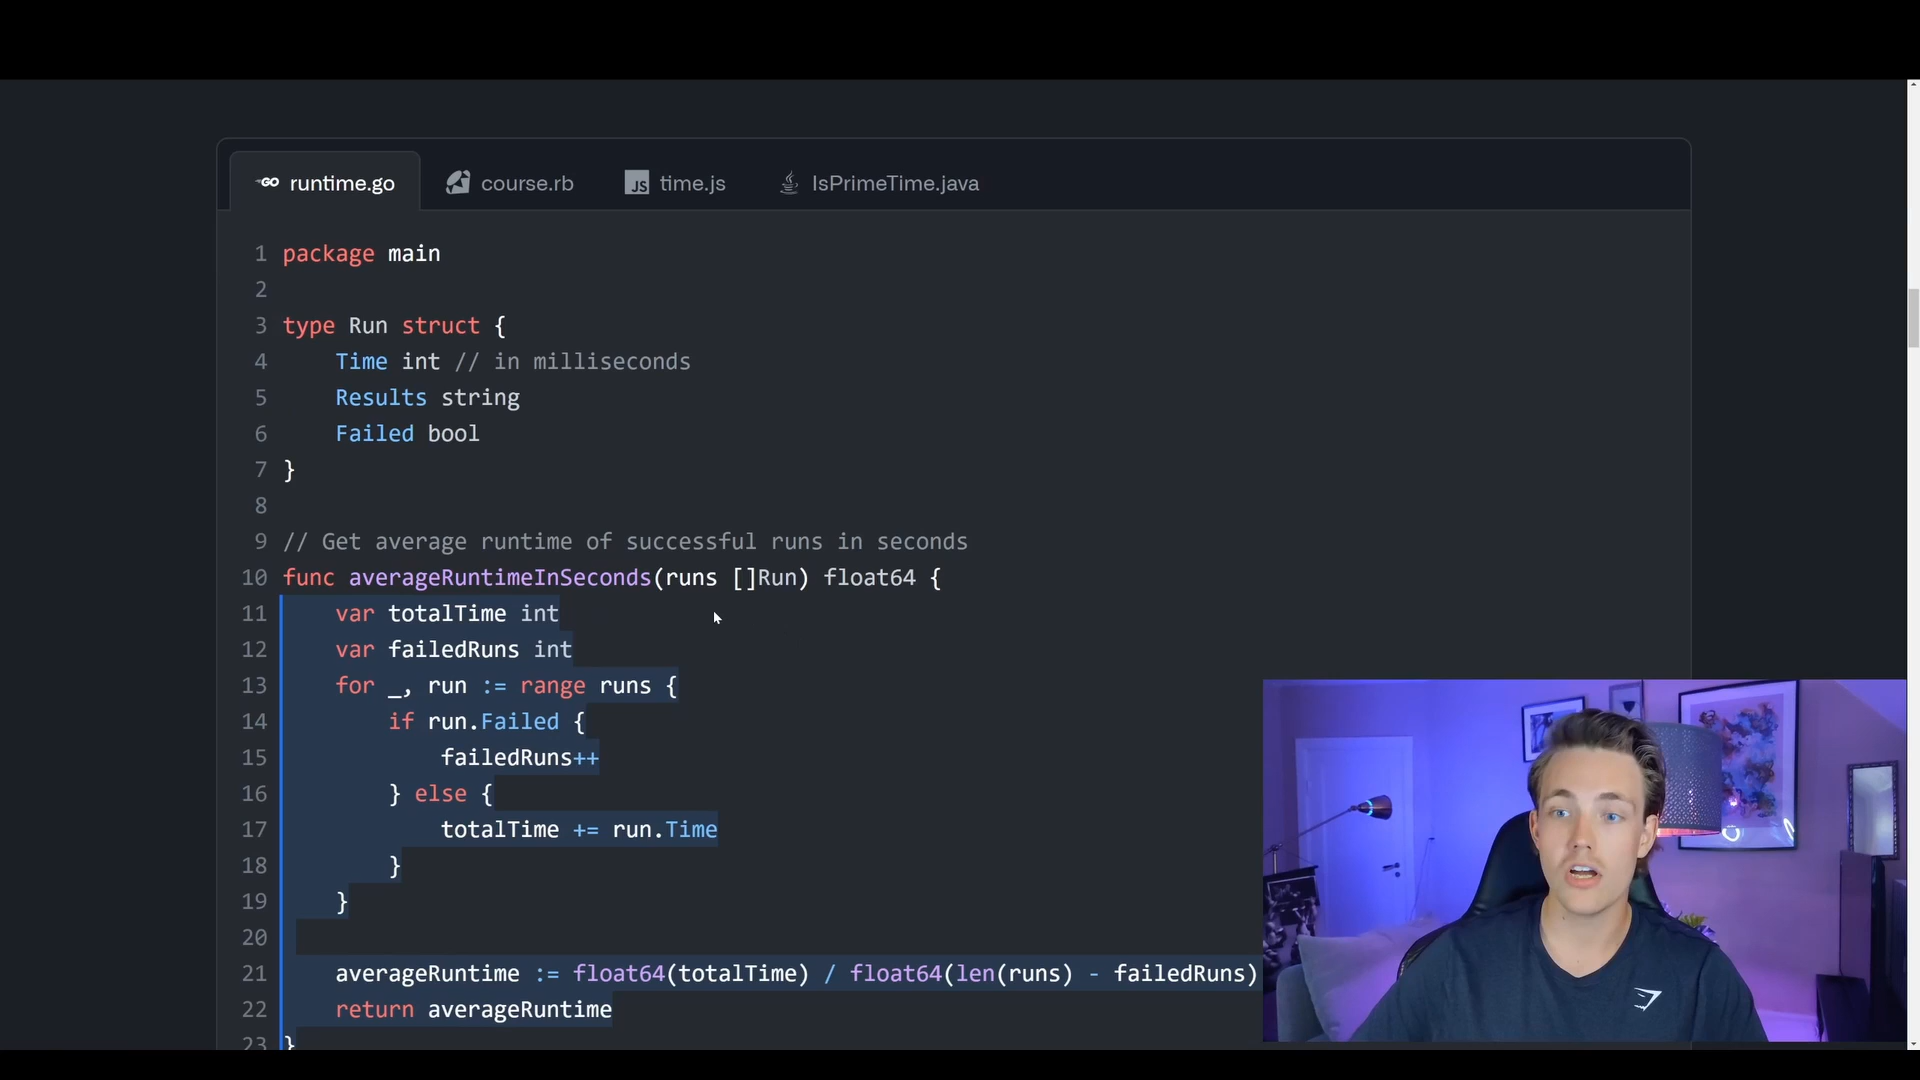 GO runtime.go course.rb JS time.js IsPrimeTime.java
1 package main
2
3 type Run struct {
4 Time int // in milliseconds
5 Results string
6 Failed bool
7 }
8
9 // Get average runtime of successful runs in seconds
10 func averageRuntimeInSeconds(runs []Run) float64 {
11 var totalTime int
12 var failedRuns int
13 for _, run := range runs {
14 if run.Failed {
15 failedRuns++
16 } else {
17 totalTime += run.Time
18 }
19 }
20
21 averageRuntime := float64(totalTime) / float64(len(runs) - failedRuns)
22 return averageRuntime
23 }